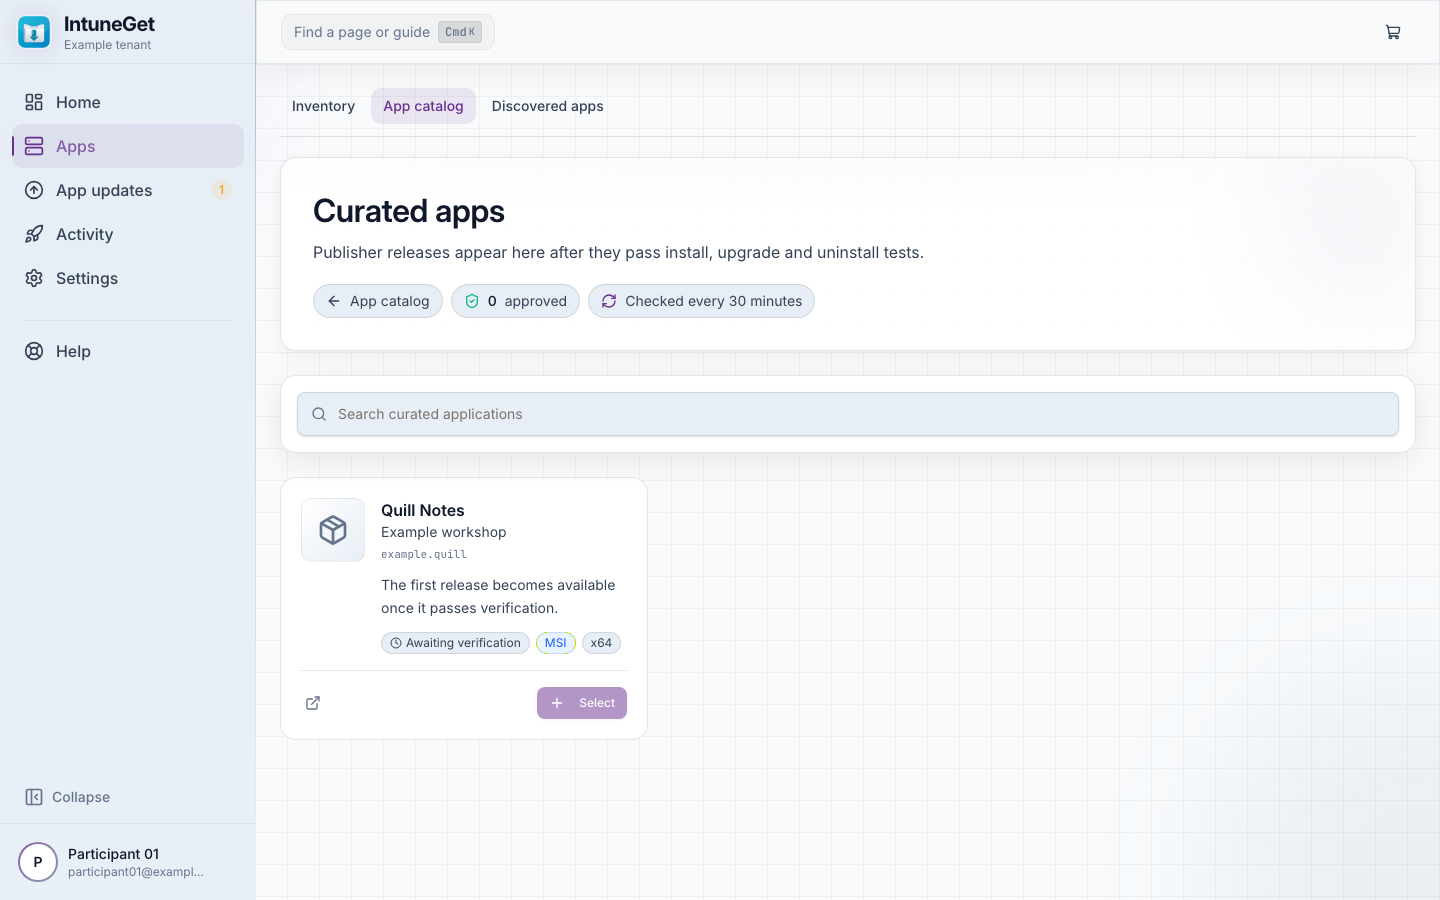 IntuneGet
Example tenant
Find a page or guide Cmd K
Home
Apps
App updates 1
Activity
Settings
Help
Collapse
P
Participant 01
participant01@exampl...
Inventory App catalog Discovered apps
Curated apps
Publisher releases appear here after they pass install, upgrade and uninstall tests.
App catalog 0 approved Checked every 30 minutes
Search curated applications
Quill Notes
Example workshop
example.quill
The first release becomes available
once it passes verification.
Awaiting verification MSI x64
Select